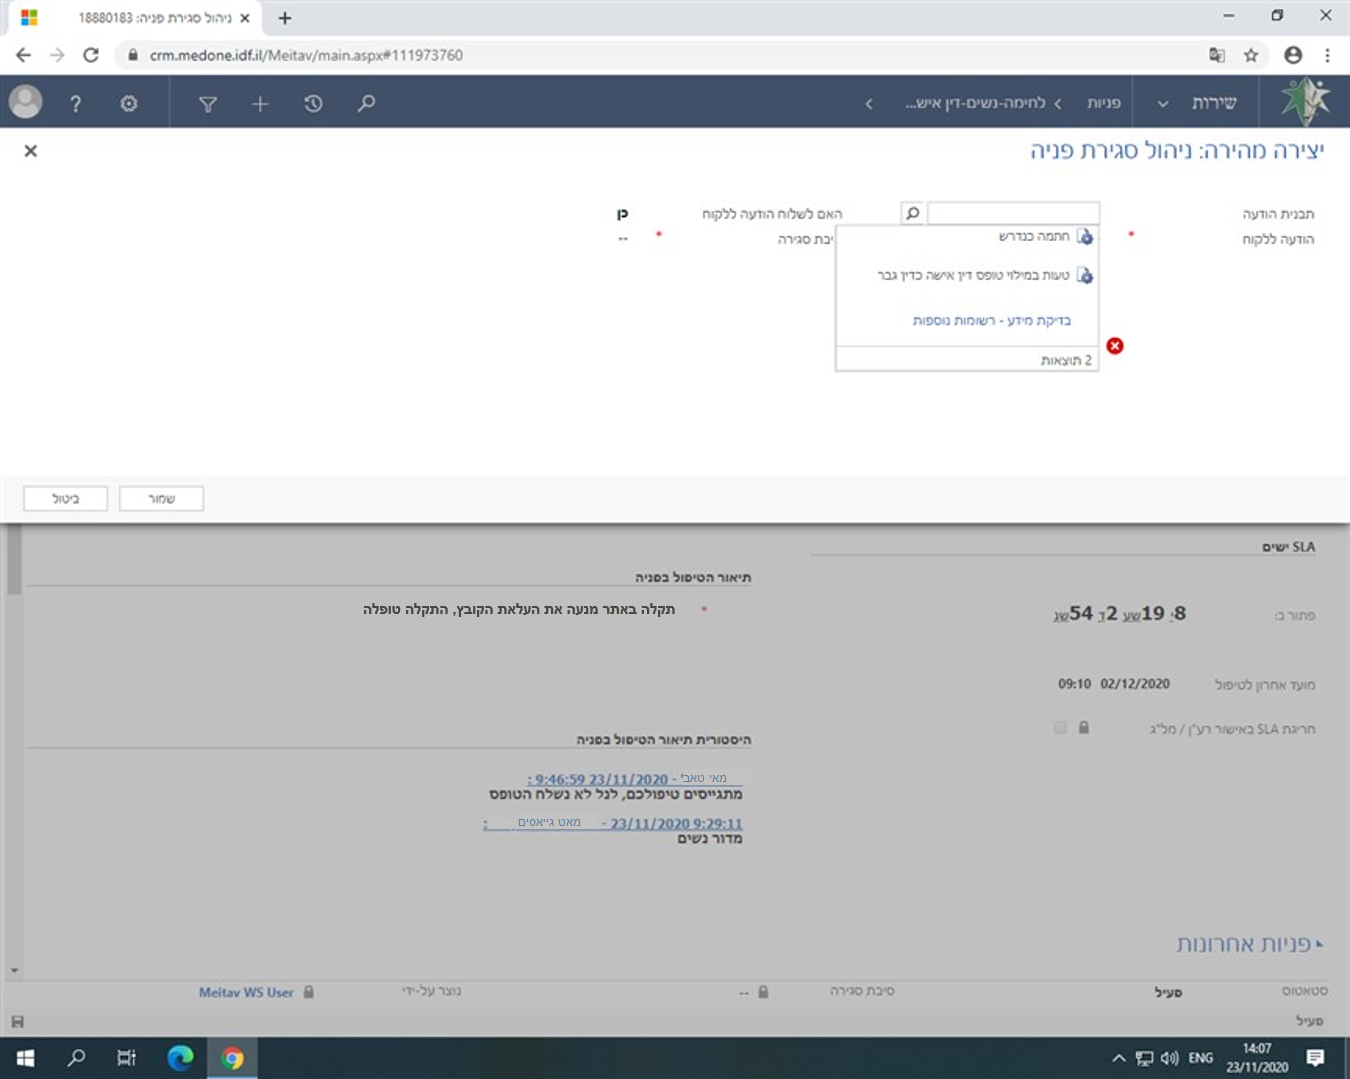 ניהול סגירת פניה: 18880183
crm.medone.idf.il/Meitav/main.aspx#111973760
שירות
פניות
לחימה-נשים-דין איש...
יצירה מהירה: ניהול סגירת פניה
תבנית הודעה
האם לשלוח הודעה ללקוח
כן
הודעה ללקוח
*
יבת סגירה
*
--
חתמה כנדרש
טעות במילוי טופס דין אישה כדין גבר
בדיקת מידע - רשומות נוספות
2 תוצאות
שמור
ביטול
SLA ישים
תיאור הטיפול בפניה
* תקלה באתר מנעה את העלאת הקובץ, התקלה טופלה
פתור ב:
8י 19שע 2ד 54שנ
מועד אחרון לטיפול
02/12/2020 09:10
חריגת SLA באישור רע"ן / מל"ג
היסטורית תיאור הטיפול בפניה
מאי טאבי - 23/11/2020 9:46:59 :
מתגייסים טיפולכם, לנל לא נשלח הטופס
23/11/2020 9:29:11 - מאט גייאסים :
מדור נשים
פניות אחרונות
סטאטוס
פעיל
סיבת סגירה
--
נוצר על-ידי
Meitav WS User
פעיל
ENG
14:07
23/11/2020